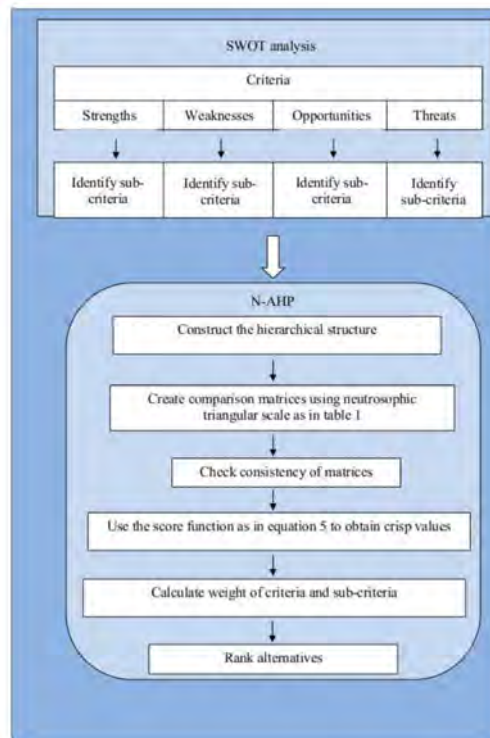 SWOT analysis
Criteria
Strengths Weaknesses Opportunities Threats
Identify sub-
criteria
Identify sub-
criteria
Identify sub-
criteria
Identify
sub-criteria
N-AHP
Construct the hierarchical structure
Create comparison matrices using neutrosophic
triangular scale as in table 1
Check consistency of matrices
Use the score function as in equation 5 to obtain crisp values
Calculate weight of criteria and sub-criteria
Rank alternatives